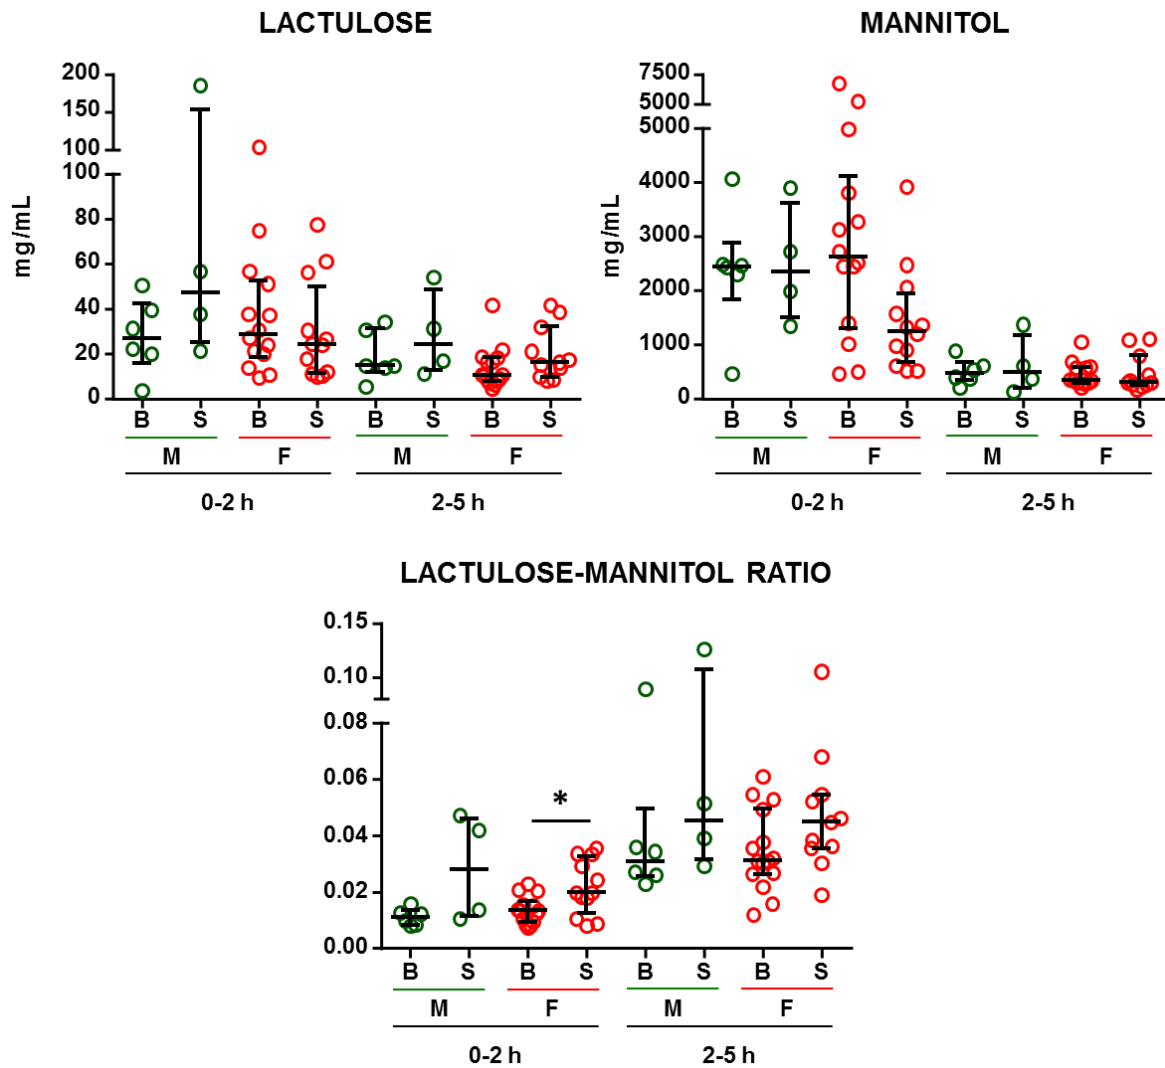 LACTULOSE
mg/mL
200
150
100
100
80
60
40
20
0
B S B S B S B S
M F M F
0-2 h 2-5 h
MANNITOL
mg/mL
7500
5000
5000
4000
3000
2000
1000
0
B S B S B S B S
M F M F
0-2 h 2-5 h
LACTULOSE-MANNITOL RATIO
0.15
0.10
0.08
0.06
0.04
0.02
0.00
*
B S B S B S B S
M F M F
0-2 h 2-5 h